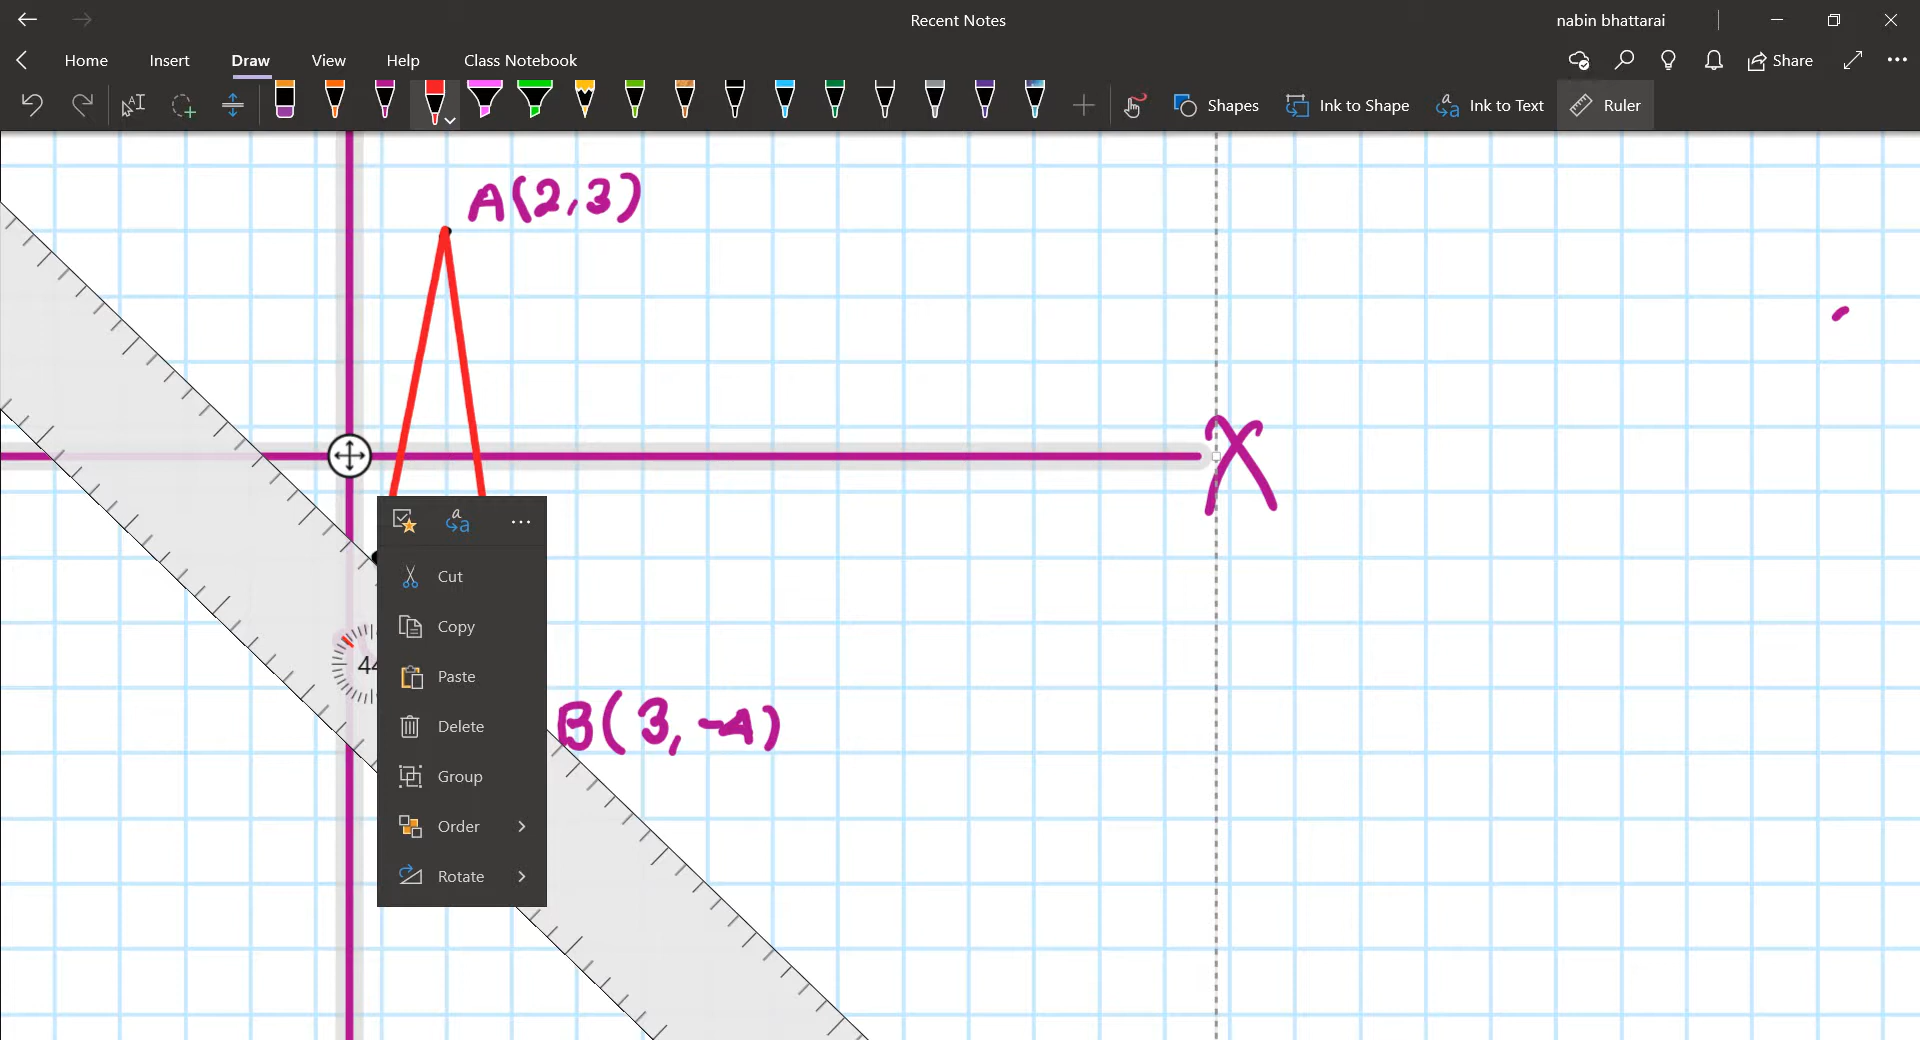 Recent Notes
nabin bhattarai
Home Insert Draw View Help Class Notebook
Share
Shapes Ink to Shape Ink to Text Ruler
A(2,3)
X
Cut
Copy
Paste
Delete
Group
Order
Rotate
B(3,-4)